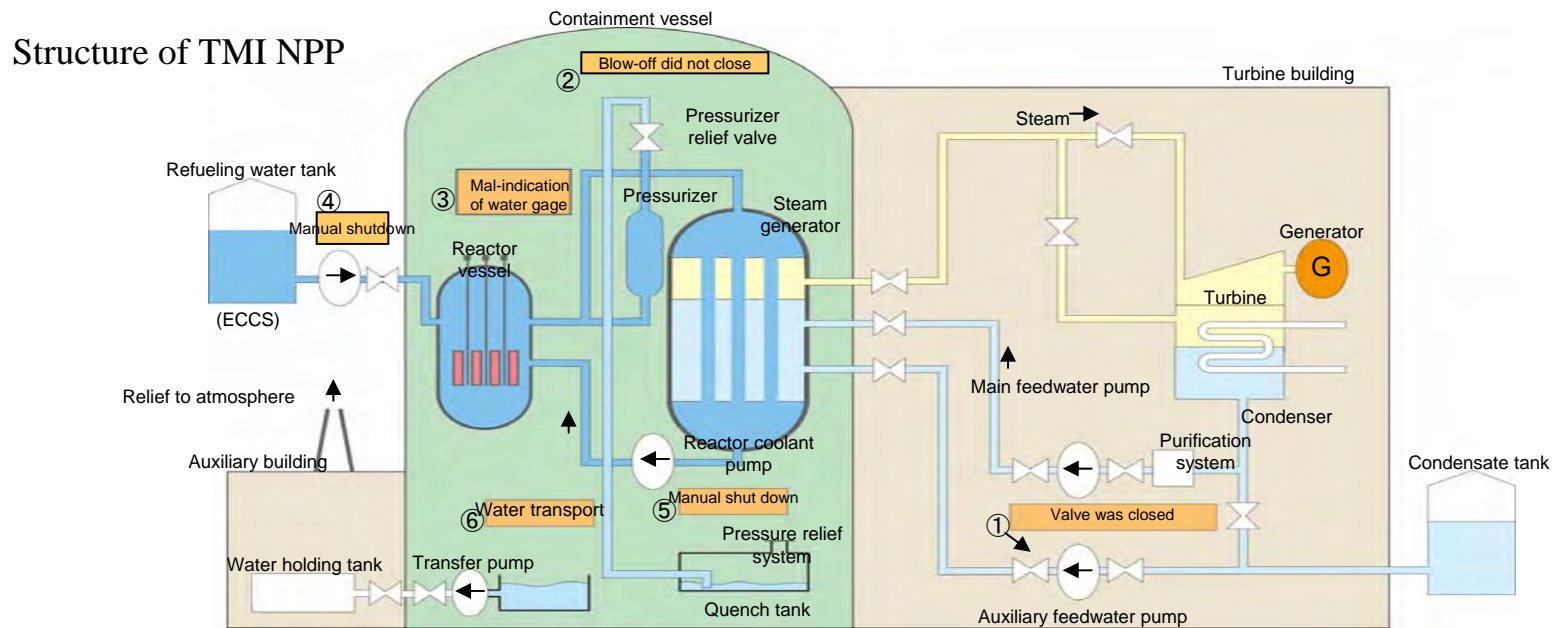 Structure of TMI NPP
Containment vessel
②
Blow-off did not close
Turbine building
Pressurizer
relief valve
Steam
Refueling water tank
④
Manual shutdown
③
Mal-indication
of water gage
Pressurizer
Steam
generator
Reactor
vessel
Generator
G
(ECCS)
Turbine
Main feedwater pump
Relief to atmosphere
Condenser
Reactor coolant
pump
Purification
system
Auxiliary building
Condensate tank
⑤
Manual shut down
⑥
Water transport
①
Valve was closed
Pressure relief
system
Water holding tank
Transfer pump
Quench tank
Auxiliary feedwater pump